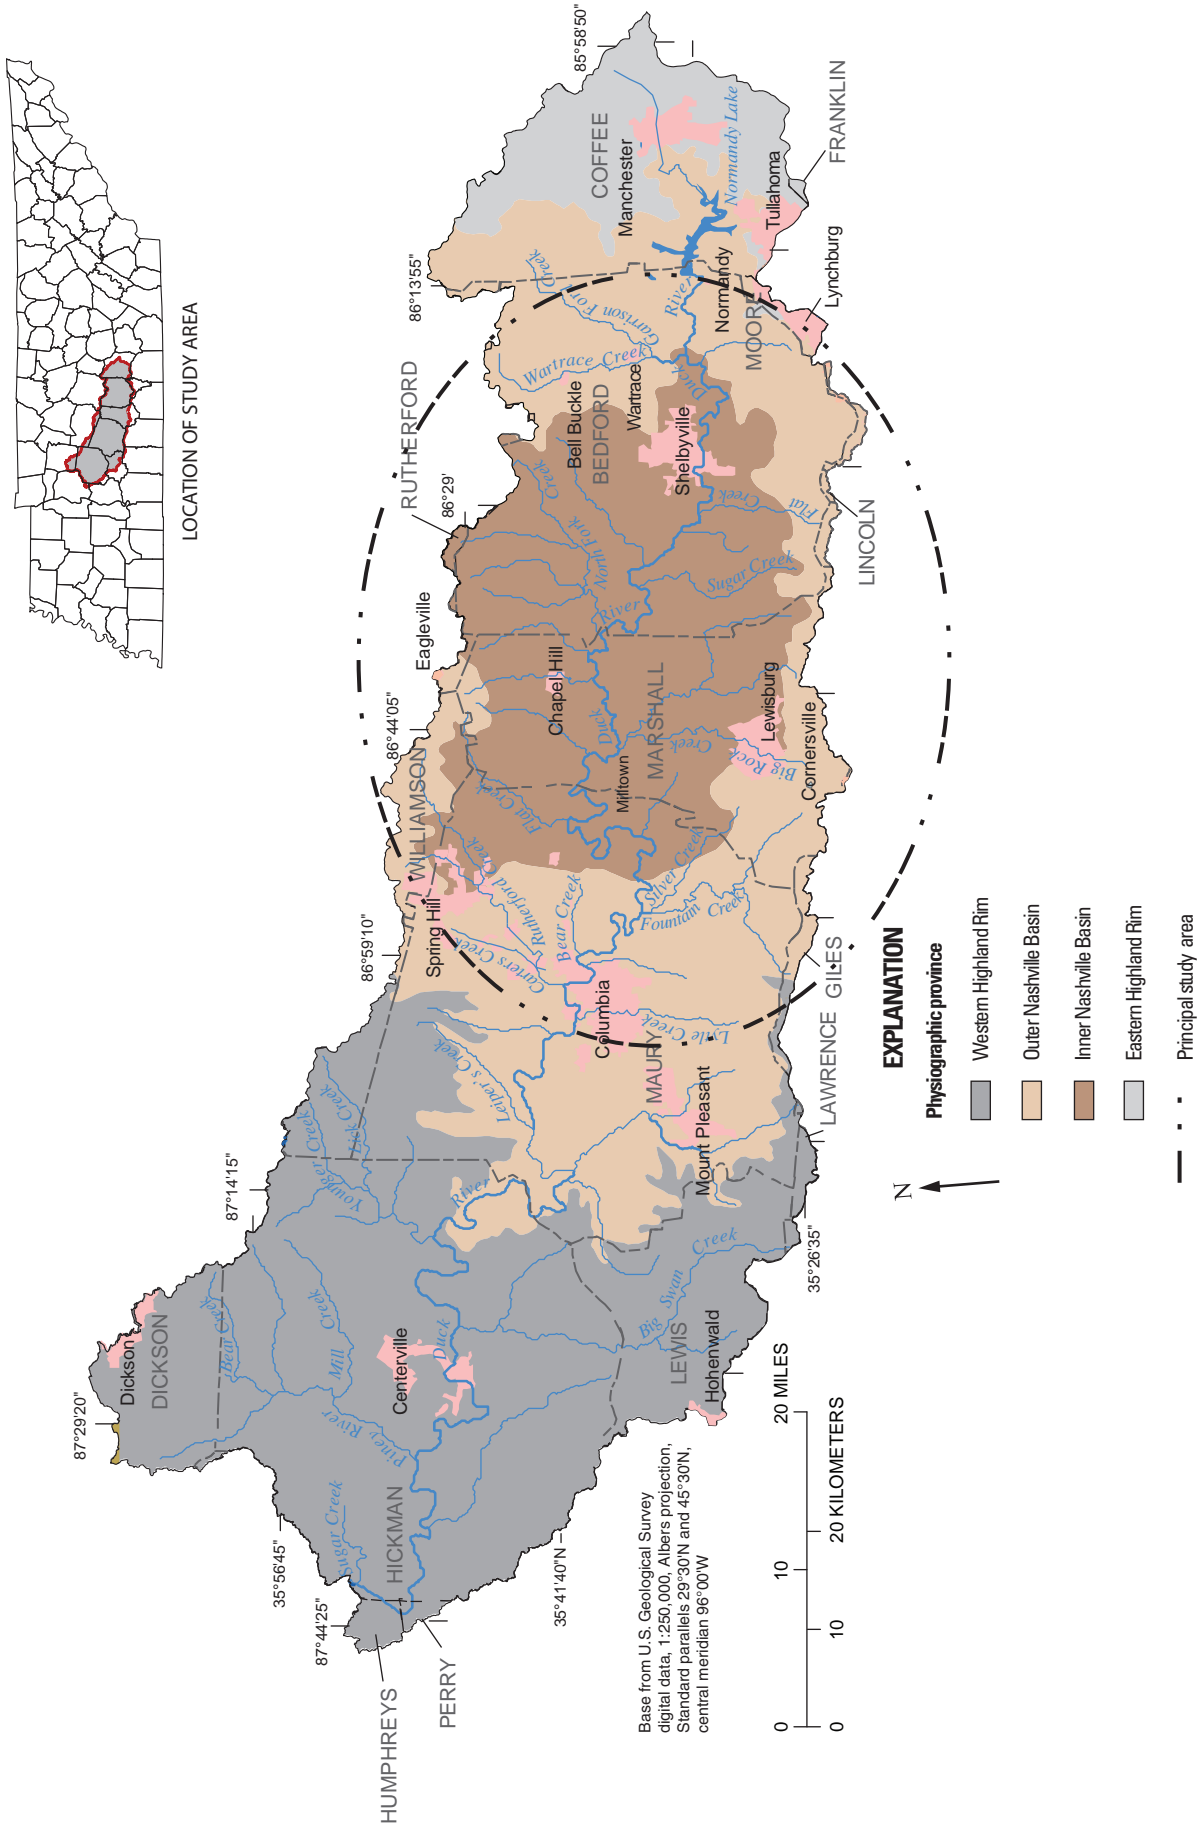 LOCATION OF STUDY AREA
85°58'50"
86°13'55"
86°29'
86°44'05"
86°59'10"
87°14'15"
87°29'20"
87°44'25"
35°56'45"
35°41'40"N
35°26'35"
COFFEE
Manchester
Normandy Lake
FRANKLIN
Tullahoma
Lynchburg
Normandy
MOORE
Garrison Fork
Creek
Wartrace Creek
River
Duck
RUTHERFORD
Bell Buckle
BEDFORD
Wartrace
Shelbyville
Flat
Creek
LINCOLN
North Fork
Creek
Sugar Creek
River
Eagleville
Chapel Hill
Duck
MARSHALL
Lewisburg
Big Rock
Creek
Cornersville
Milltown
Flat Creek
WILLIAMSON
Spring Hill
Rutherford Creek
Carters Creek
Bear Creek
Silver Creek
Fountain
Creek
GILES
Columbia
Lytle Creek
MAURY
Mount Pleasant
LAWRENCE
Leiper's Creek
Lick Creek
Younger Creek
River
Big Swan
Creek
LEWIS
Hohenwald
Dickson
DICKSON
Bear Creek
Mill
Creek
Centerville
Duck
Piney River
Sugar Creek
HICKMAN
HUMPHREYS
PERRY
Base from U.S. Geological Survey
digital data, 1:250,000, Albers projection,
Standard parallels 29°30'N and 45°30'N,
central meridian 96°00'W
0
10
20 MILES
0
10
20 KILOMETERS
N
EXPLANATION
Physiographic province
Western Highland Rim
Outer Nashville Basin
Inner Nashville Basin
Eastern Highland Rim
Principal study area